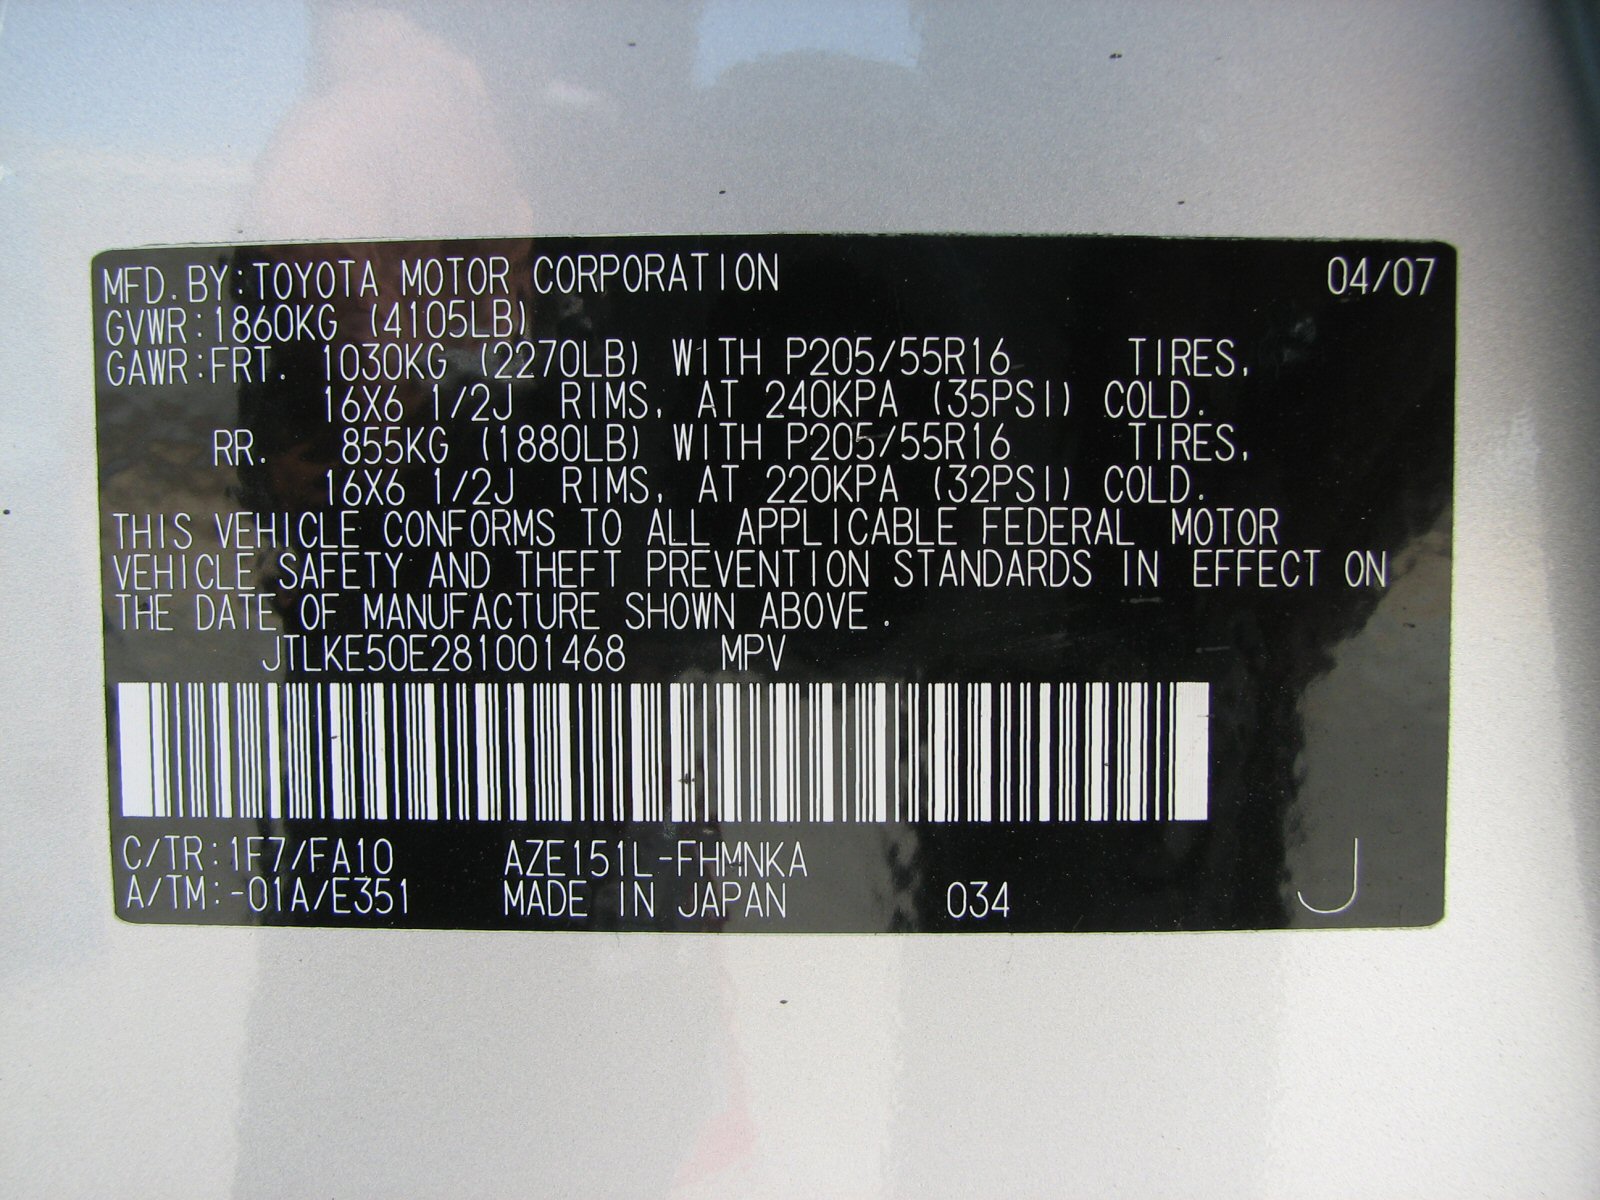 MFD.BY:TOYOTA MOTOR CORPORATION 04/07
GVWR:1860KG (4105LB)
GAWR:FRT. 1030KG (2270LB) WITH P205/55R16 TIRES,
16X6 1/2J RIMS, AT 240KPA (35PSI) COLD.
RR. 855KG (1880LB) WITH P205/55R16 TIRES,
16X6 1/2J RIMS, AT 220KPA (32PSI) COLD.
THIS VEHICLE CONFORMS TO ALL APPLICABLE FEDERAL MOTOR
VEHICLE SAFETY AND THEFT PREVENTION STANDARDS IN EFFECT ON
THE DATE OF MANUFACTURE SHOWN ABOVE.
JTLKE50E281001468 MPV
C/TR:1F7/FA10 AZE151L-FHMNKA
A/TM:-01A/E351 MADE IN JAPAN 034 J